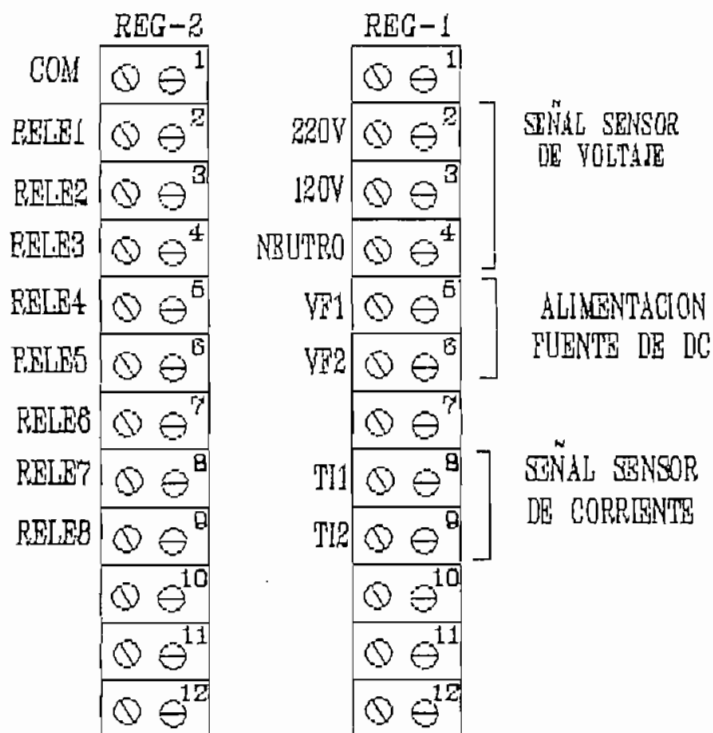 REG-2
COM 1
RELE1 2
RELE2 3
RELE3 4
RELE4 5
RELE5 6
RELE6 7
RELE7 8
RELE8 9
10
11
12
REG-1
1
220V 2
120V 3
NEUTRO 4
SEÑAL SENSOR
DE VOLTAJE
VF1 5
VF2 6
ALIMENTACION
FUENTE DE DC
7
TI1 8
TI2 9
SEÑAL SENSOR
DE CORRIENTE
10
11
12